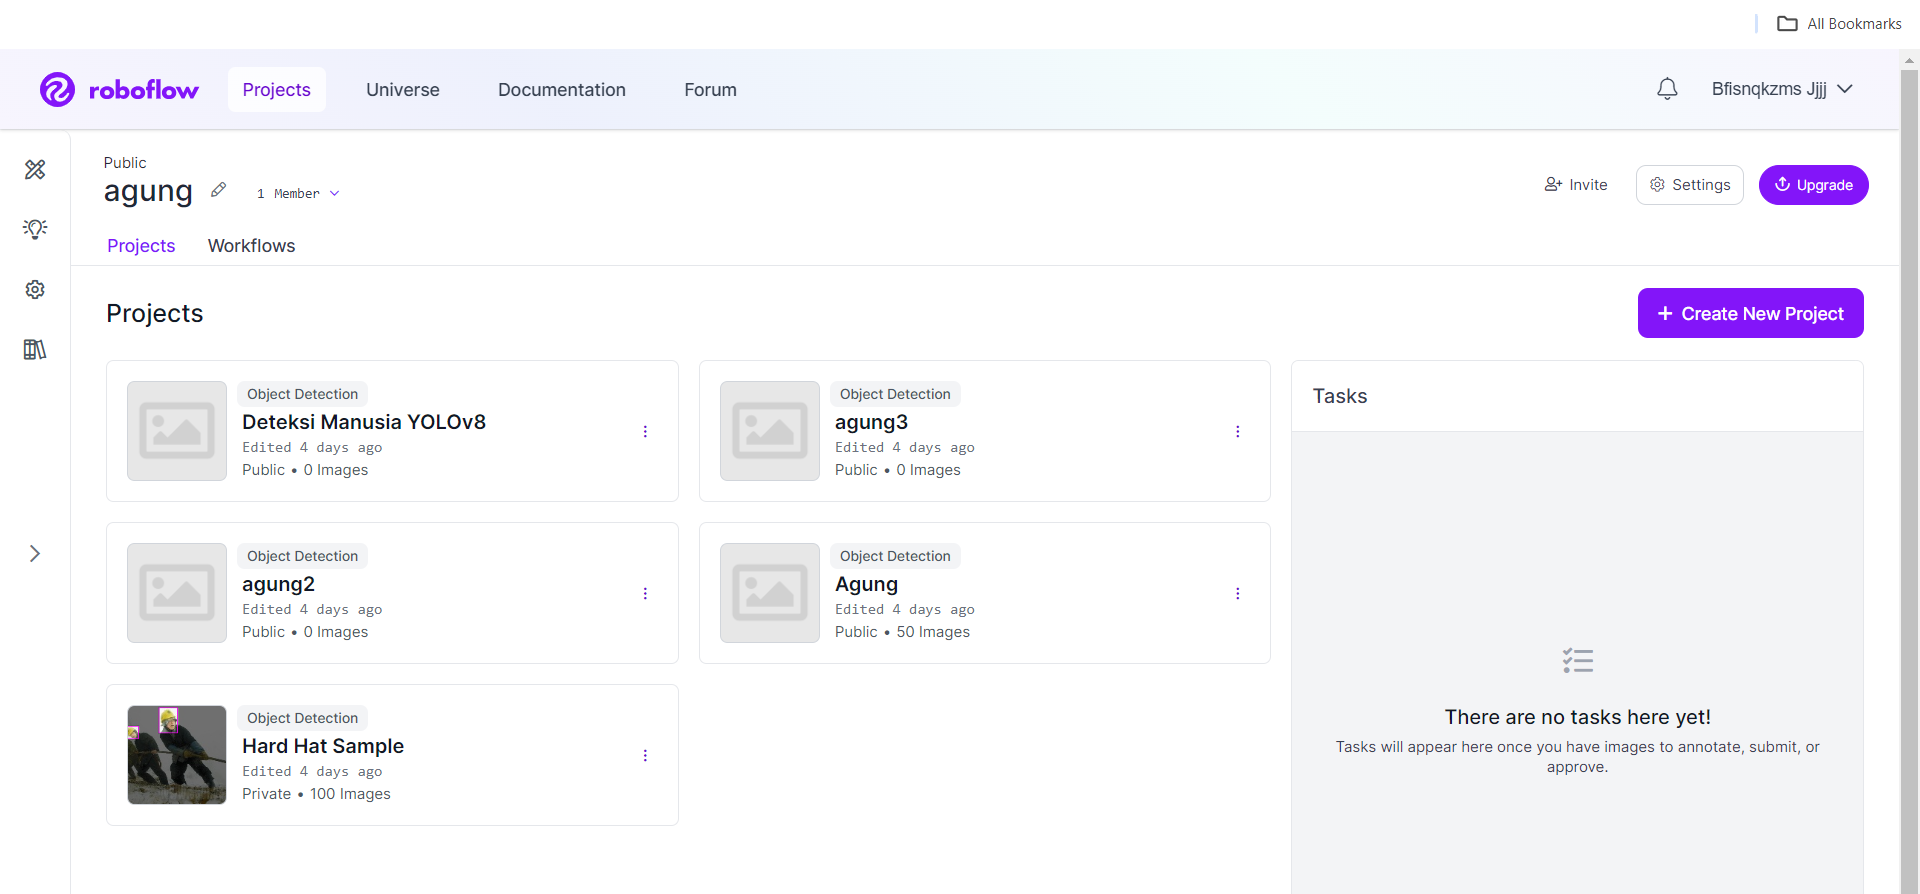 All Bookmarks
roboflow
Projects
Universe
Documentation
Forum
Bfisnqkzms Jjjj
Public
agung
1 Member
Invite
Settings
Upgrade
Projects
Workflows
Projects
+ Create New Project
Object Detection
Deteksi Manusia YOLOv8
Edited 4 days ago
Public • 0 Images
Object Detection
agung3
Edited 4 days ago
Public • 0 Images
Tasks
Object Detection
agung2
Edited 4 days ago
Public • 0 Images
Object Detection
Agung
Edited 4 days ago
Public • 50 Images
Object Detection
Hard Hat Sample
Edited 4 days ago
Private • 100 Images
There are no tasks here yet!
Tasks will appear here once you have images to annotate, submit, or
approve.